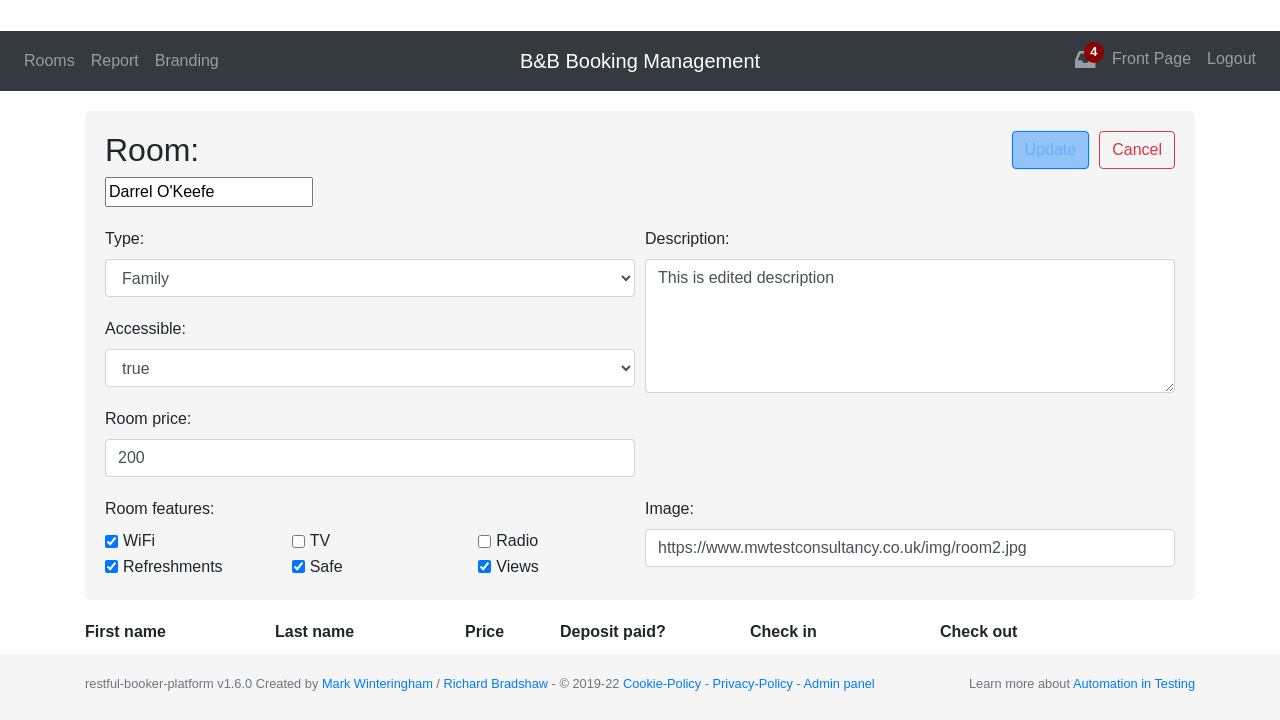 Rooms Report Branding B&B Booking Management 4 Front Page Logout
Room: Update Cancel
Darrel O'Keefe
Type: Description:
Family This is edited description
Accessible:
true
Room price:
200
Room features: Image:
WiFi TV Radio https://www.mwtestconsultancy.co.uk/img/room2.jpg
Refreshments Safe Views
First name Last name Price Deposit paid? Check in Check out
restful-booker-platform v1.6.0 Created by Mark Winteringham / Richard Bradshaw - © 2019-22 Cookie-Policy - Privacy-Policy - Admin panel Learn more about Automation in Testing